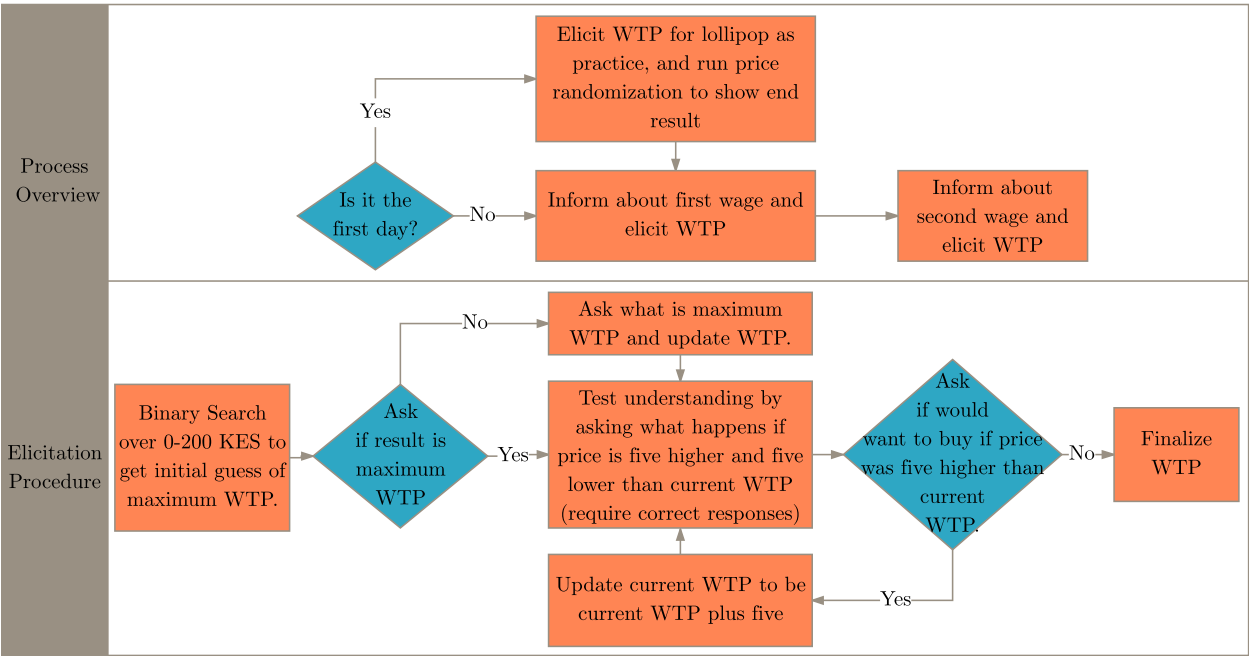 Process
Overview
Elicit WTP for lollipop as
practice, and run price
randomization to show end
result
Yes
Is it the
first day?
No
Inform about first wage and
elicit WTP
Inform about
second wage and
elicit WTP
Elicitation
Procedure
Binary Search
over 0-200 KES to
get initial guess of
maximum WTP.
Ask
if result is
maximum
WTP
No
Ask what is maximum
WTP and update WTP.
Yes
Test understanding by
asking what happens if
price is five higher and five
lower than current WTP
(require correct responses)
Ask
if would
want to buy if price
was five higher than
current
WTP.
No
Finalize
WTP
Yes
Update current WTP to be
current WTP plus five